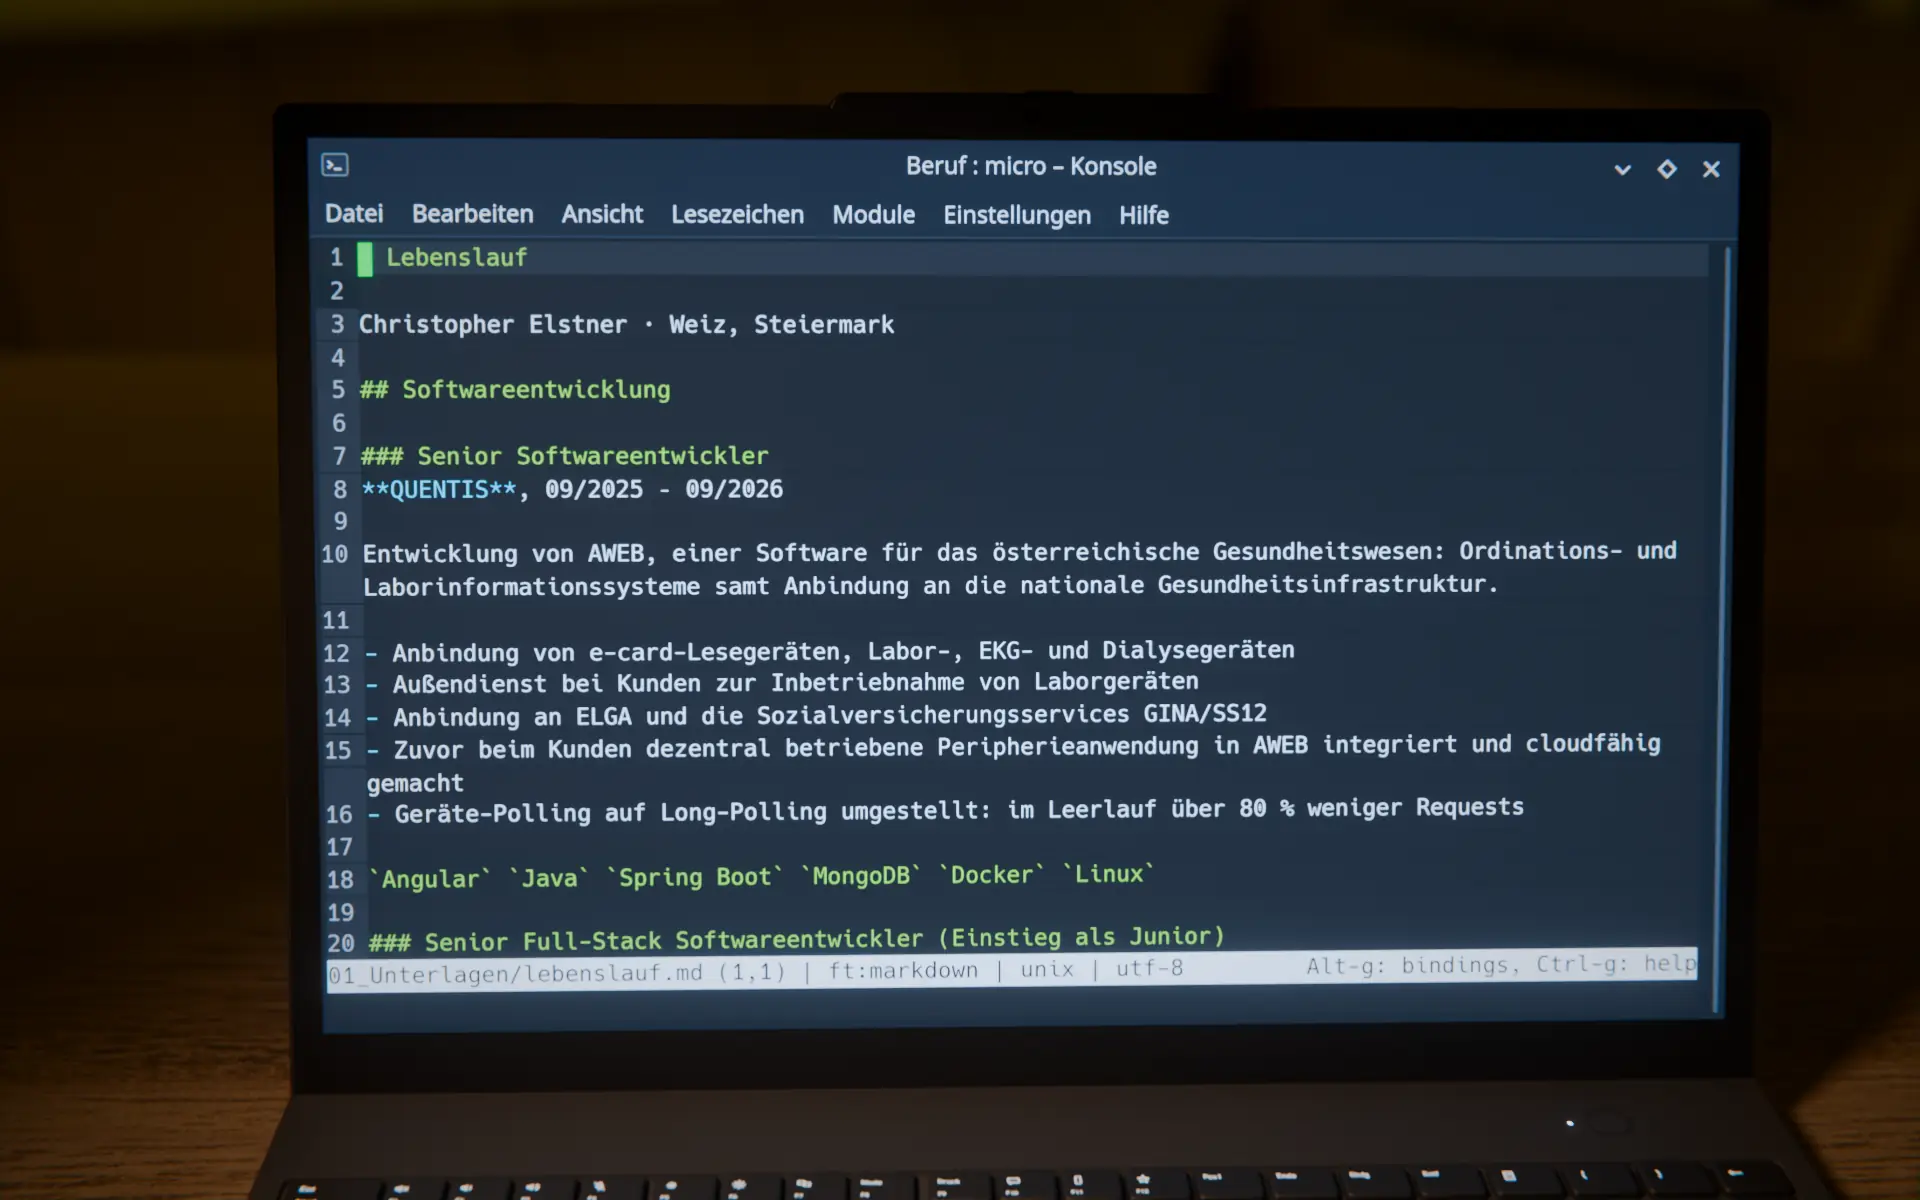 Beruf : micro – Konsole
Datei Bearbeiten Ansicht Lesezeichen Module Einstellungen Hilfe
1 Lebenslauf
2
3 Christopher Elstner · Weiz, Steiermark
4
5 ## Softwareentwicklung
6
7 ### Senior Softwareentwickler
8 **QUENTIS**, 09/2025 - 09/2026
9
10 Entwicklung von AWEB, einer Software für das österreichische Gesundheitswesen: Ordinations- und
Laborinformationssysteme samt Anbindung an die nationale Gesundheitsinfrastruktur.
11
12 - Anbindung von e-card-Lesegeräten, Labor-, EKG- und Dialysegeräten
13 - Außendienst bei Kunden zur Inbetriebnahme von Laborgeräten
14 - Anbindung an ELGA und die Sozialversicherungsservices GINA/SS12
15 - Zuvor beim Kunden dezentral betriebene Peripherieanwendung in AWEB integriert und cloudfähig
gemacht
16 - Geräte-Polling auf Long-Polling umgestellt: im Leerlauf über 80 % weniger Requests
17
18 `Angular` `Java` `Spring Boot` `MongoDB` `Docker` `Linux`
19
20 ### Senior Full-Stack Softwareentwickler (Einstieg als Junior)
01_Unterlagen/lebenslauf.md (1,1) | ft:markdown | unix | utf-8 Alt-g: bindings, Ctrl-g: help